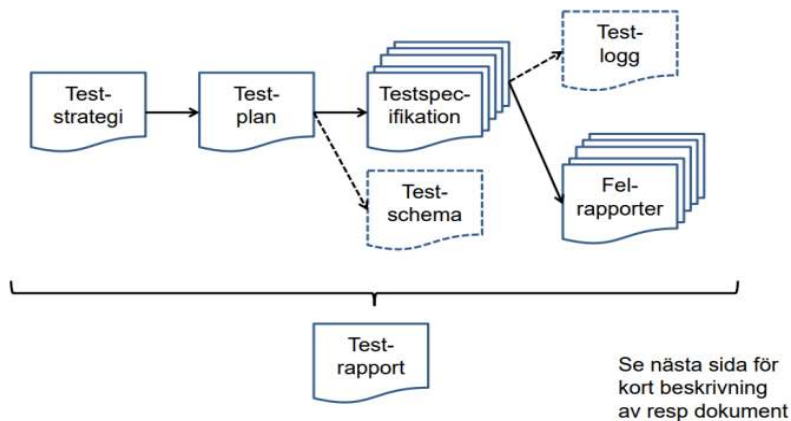 Test-
strategi
Test-
plan
Testspec-
ifikation
Test-
logg
Test-
schema
Fel-
rapporter
Test-
rapport
Se nästa sida för
kort beskrivning
av resp dokument